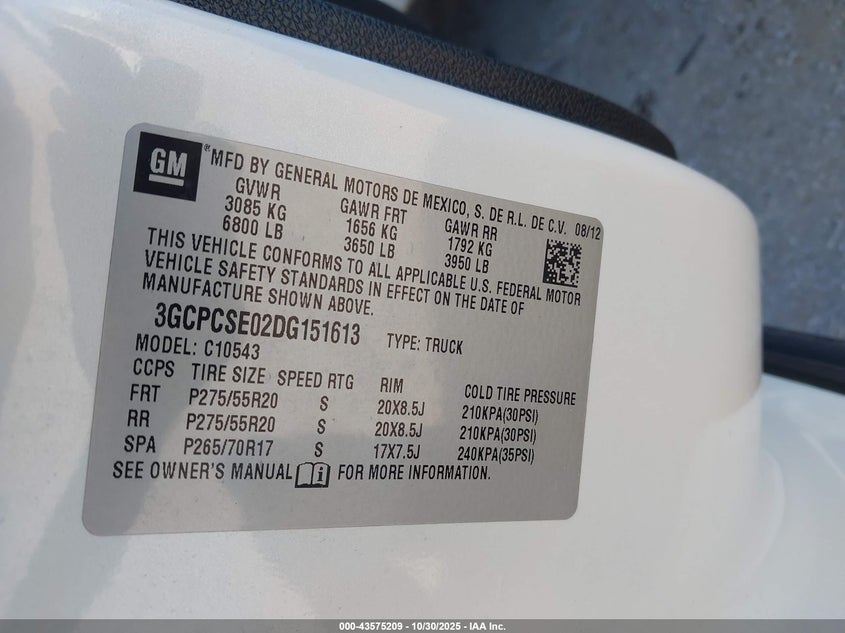 GM
® MFD BY GENERAL MOTORS DE MEXICO, S. DE R.L. DE C.V. 08/12
GVWR GAWR FRT GAWR RR
3085 KG 1656 KG 1792 KG
6800 LB 3650 LB 3950 LB
THIS VEHICLE CONFORMS TO ALL APPLICABLE U.S. FEDERAL MOTOR
VEHICLE SAFETY STANDARDS IN EFFECT ON THE DATE OF
MANUFACTURE SHOWN ABOVE.
3GCPCSE02DG151613 TYPE: TRUCK
MODEL: C10543
CCPS TIRE SIZE SPEED RTG RIM COLD TIRE PRESSURE
FRT P275/55R20 S 20X8.5J 210KPA(30PSI)
RR P275/55R20 S 20X8.5J 210KPA(30PSI)
SPA P265/70R17 S 17X7.5J 240KPA(35PSI)
SEE OWNER'S MANUAL i FOR MORE INFORMATION.
000-43575209 - 10/30/2025 - IAA Inc.